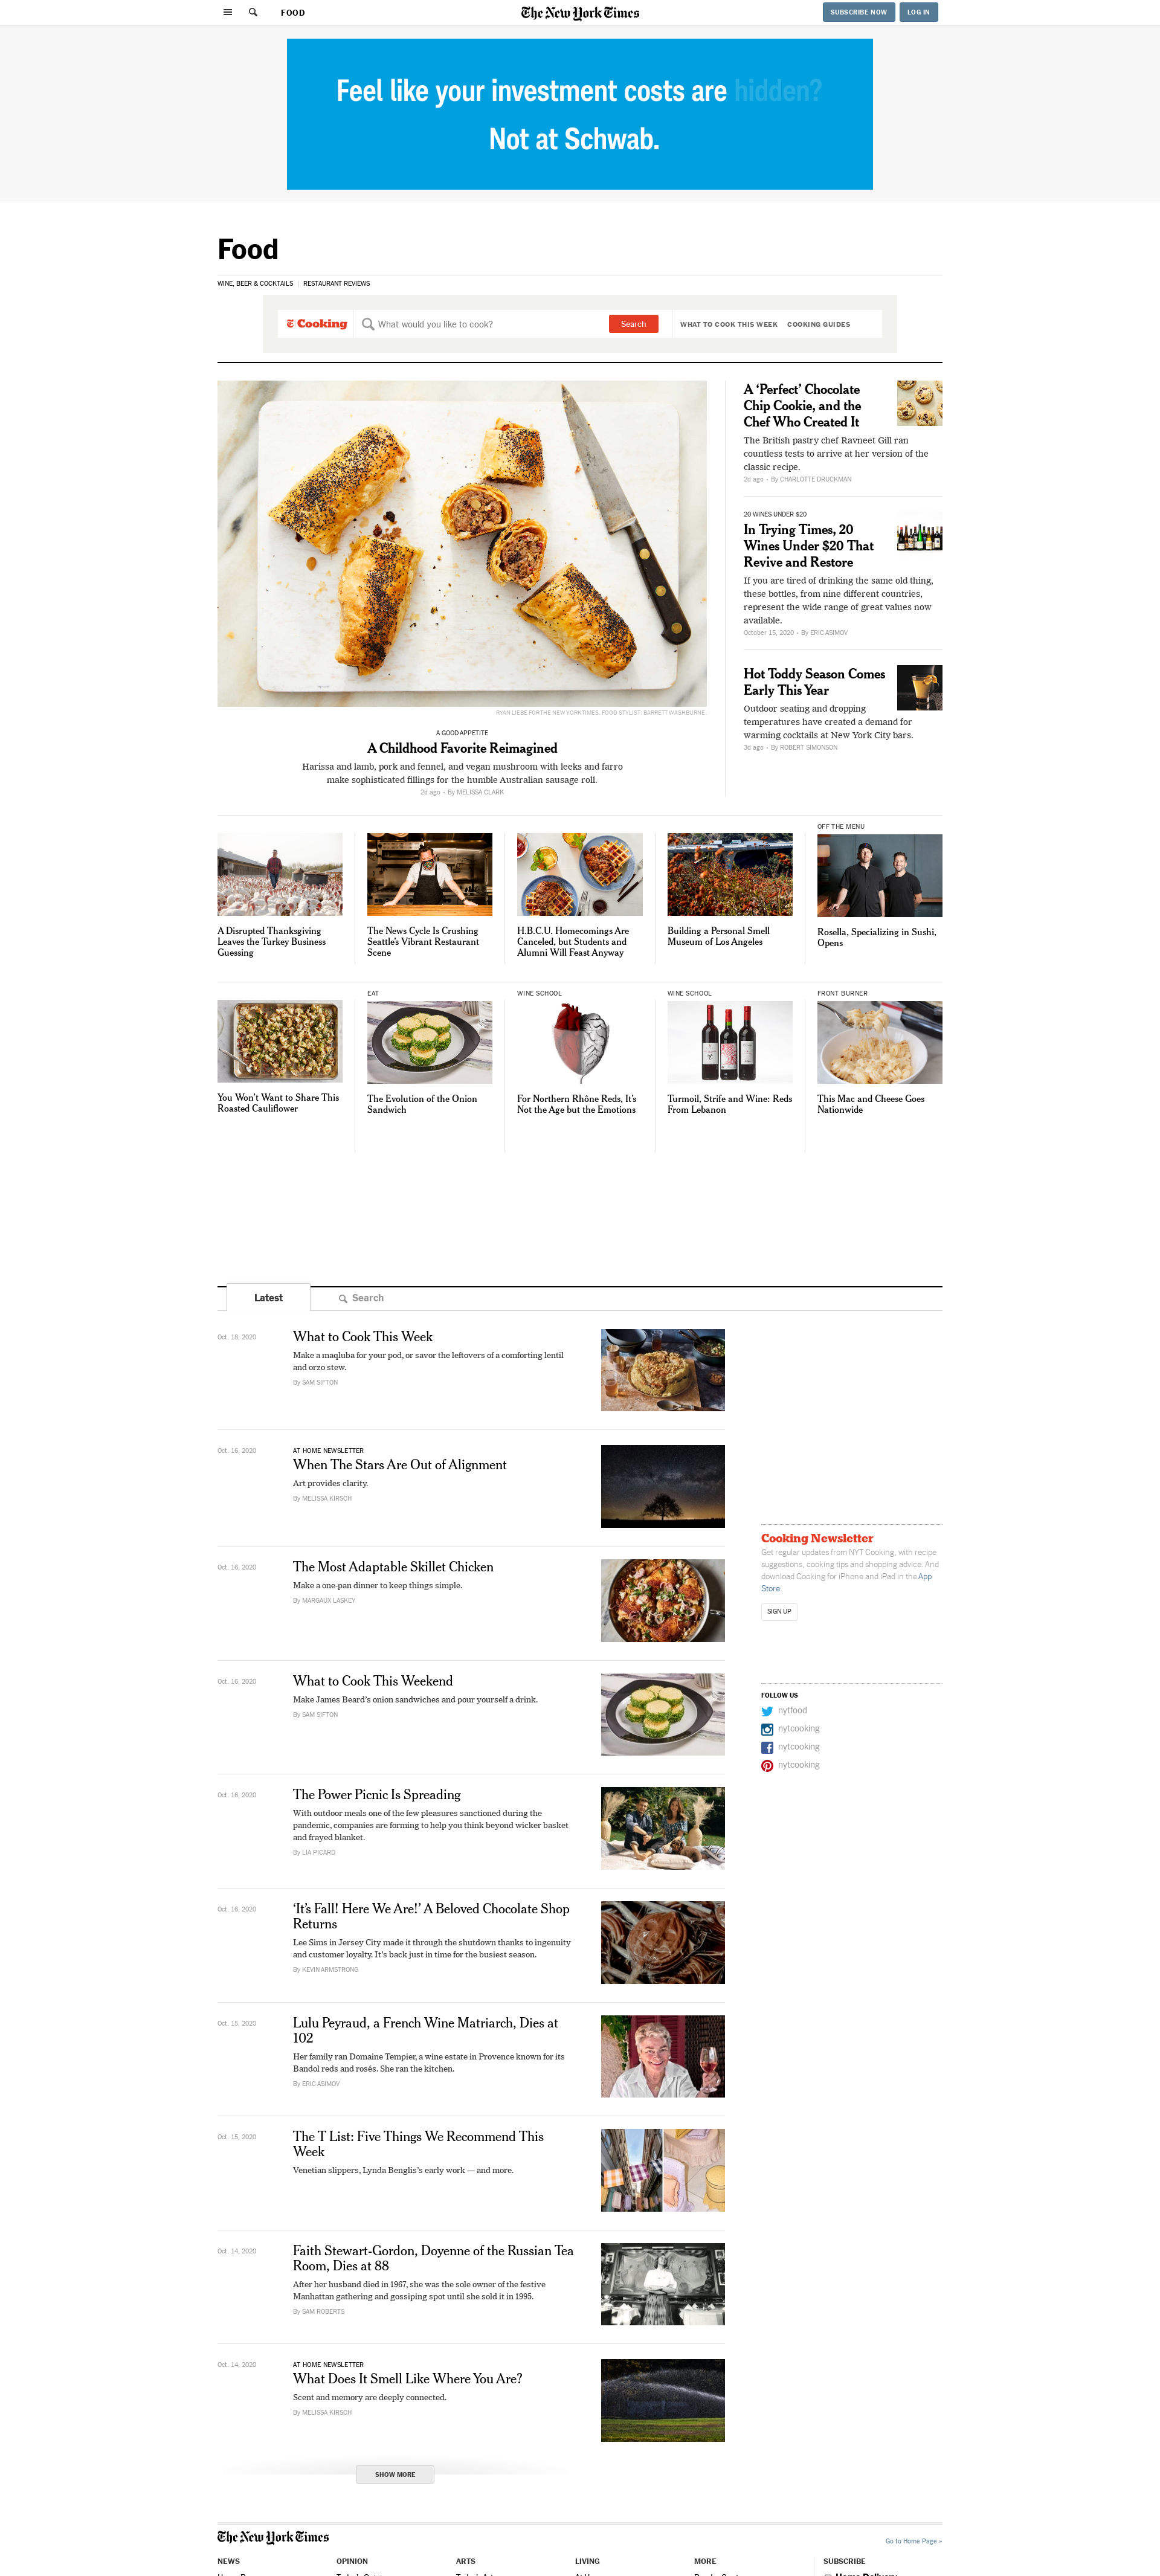 FOOD
The New York Times
SUBSCRIBE NOW
LOG IN
Feel like your investment costs are hidden?
Not at Schwab.
Food
WINE, BEER & COCKTAILS | RESTAURANT REVIEWS
Cooking
What would you like to cook?
Search
WHAT TO COOK THIS WEEK
COOKING GUIDES
RYAN LIEBE FOR THE NEW YORK TIMES. FOOD STYLIST: BARRETT WASHBURNE.
A GOOD APPETITE
A Childhood Favorite Reimagined
Harissa and lamb, pork and fennel, and vegan mushroom with leeks and farro
make sophisticated fillings for the humble Australian sausage roll.
2d ago • By MELISSA CLARK
A ‘Perfect’ Chocolate
Chip Cookie, and the
Chef Who Created It
The British pastry chef Ravneet Gill ran
countless tests to arrive at her version of the
classic recipe.
2d ago • By CHARLOTTE DRUCKMAN
20 WINES UNDER $20
In Trying Times, 20
Wines Under $20 That
Revive and Restore
If you are tired of drinking the same old thing,
these bottles, from nine different countries,
represent the wide range of great values now
available.
October 15, 2020 • By ERIC ASIMOV
Hot Toddy Season Comes
Early This Year
Outdoor seating and dropping
temperatures have created a demand for
warming cocktails at New York City bars.
3d ago • By ROBERT SIMONSON
A Disrupted Thanksgiving
Leaves the Turkey Business
Guessing
The News Cycle Is Crushing
Seattle’s Vibrant Restaurant
Scene
H.B.C.U. Homecomings Are
Canceled, but Students and
Alumni Will Feast Anyway
Building a Personal Smell
Museum of Los Angeles
OFF THE MENU
Rosella, Specializing in Sushi,
Opens
You Won’t Want to Share This
Roasted Cauliflower
EAT
The Evolution of the Onion
Sandwich
WINE SCHOOL
For Northern Rhône Reds, It’s
Not the Age but the Emotions
WINE SCHOOL
Turmoil, Strife and Wine: Reds
From Lebanon
FRONT BURNER
This Mac and Cheese Goes
Nationwide
Latest
Search
Oct. 18, 2020
What to Cook This Week
Make a maqluba for your pod, or savor the leftovers of a comforting lentil
and orzo stew.
By SAM SIFTON
Oct. 16, 2020
AT HOME NEWSLETTER
When The Stars Are Out of Alignment
Art provides clarity.
By MELISSA KIRSCH
Oct. 16, 2020
The Most Adaptable Skillet Chicken
Make a one-pan dinner to keep things simple.
By MARGAUX LASKEY
Oct. 16, 2020
What to Cook This Weekend
Make James Beard’s onion sandwiches and pour yourself a drink.
By SAM SIFTON
Oct. 16, 2020
The Power Picnic Is Spreading
With outdoor meals one of the few pleasures sanctioned during the
pandemic, companies are forming to help you think beyond wicker basket
and frayed blanket.
By LIA PICARD
Oct. 16, 2020
‘It’s Fall! Here We Are!’ A Beloved Chocolate Shop
Returns
Lee Sims in Jersey City made it through the shutdown thanks to ingenuity
and customer loyalty. It’s back just in time for the busiest season.
By KEVIN ARMSTRONG
Oct. 15, 2020
Lulu Peyraud, a French Wine Matriarch, Dies at
102
Her family ran Domaine Tempier, a wine estate in Provence known for its
Bandol reds and rosés. She ran the kitchen.
By ERIC ASIMOV
Oct. 15, 2020
The T List: Five Things We Recommend This
Week
Venetian slippers, Lynda Benglis’s early work — and more.
Oct. 14, 2020
Faith Stewart-Gordon, Doyenne of the Russian Tea
Room, Dies at 88
After her husband died in 1967, she was the sole owner of the festive
Manhattan gathering and gossiping spot until she sold it in 1995.
By SAM ROBERTS
Oct. 14, 2020
AT HOME NEWSLETTER
What Does It Smell Like Where You Are?
Scent and memory are deeply connected.
By MELISSA KIRSCH
SHOW MORE
Cooking Newsletter
Get regular updates from NYT Cooking, with recipe
suggestions, cooking tips and shopping advice. And
download Cooking for iPhone and iPad in the App
Store.
SIGN UP
FOLLOW US
nytfood
nytcooking
nytcooking
nytcooking
The New York Times
Go to Home Page »
NEWS
OPINION
ARTS
LIVING
MORE
SUBSCRIBE